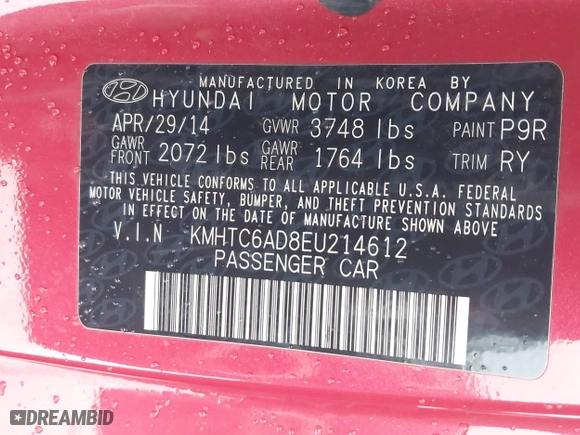 MANUFACTURED IN KOREA BY
HYUNDAI MOTOR COMPANY
APR/29/14 GVWR 3748 lbs PAINT P9R
GAWR FRONT 2072 lbs GAWR REAR 1764 lbs TRIM RY
THIS VEHICLE CONFORMS TO ALL APPLICABLE U.S.A. FEDERAL
MOTOR VEHICLE SAFETY, BUMPER, AND THEFT PREVENTION STANDARDS
IN EFFECT ON THE DATE OF MANUFACTURE SHOWN ABOVE.
V.I.N KMHTC6AD8EU214612
PASSENGER CAR
DREAMBID